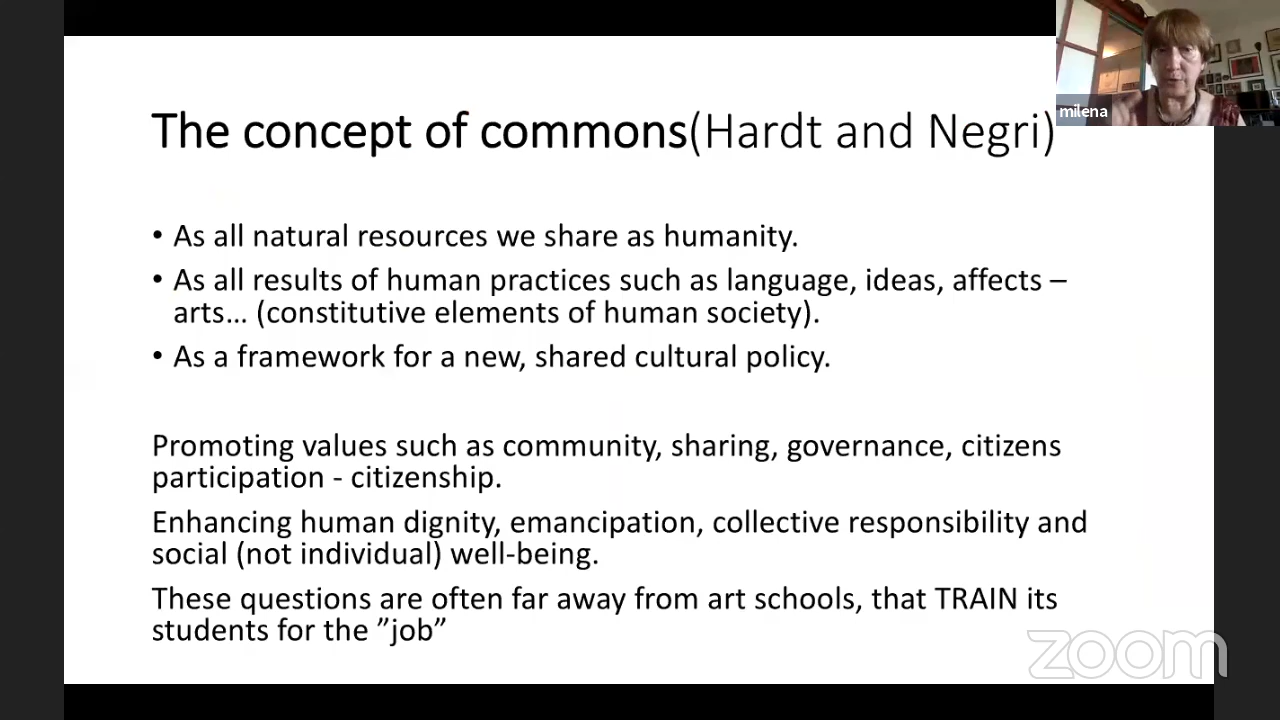 milena
The concept of commons(Hardt and Negri)
• As all natural resources we share as humanity.
• As all results of human practices such as language, ideas, affects –
arts… (constitutive elements of human society).
• As a framework for a new, shared cultural policy.
Promoting values such as community, sharing, governance, citizens
participation - citizenship.
Enhancing human dignity, emancipation, collective responsibility and
social (not individual) well-being.
These questions are often far away from art schools, that TRAIN its
students for the ”job”
zoom